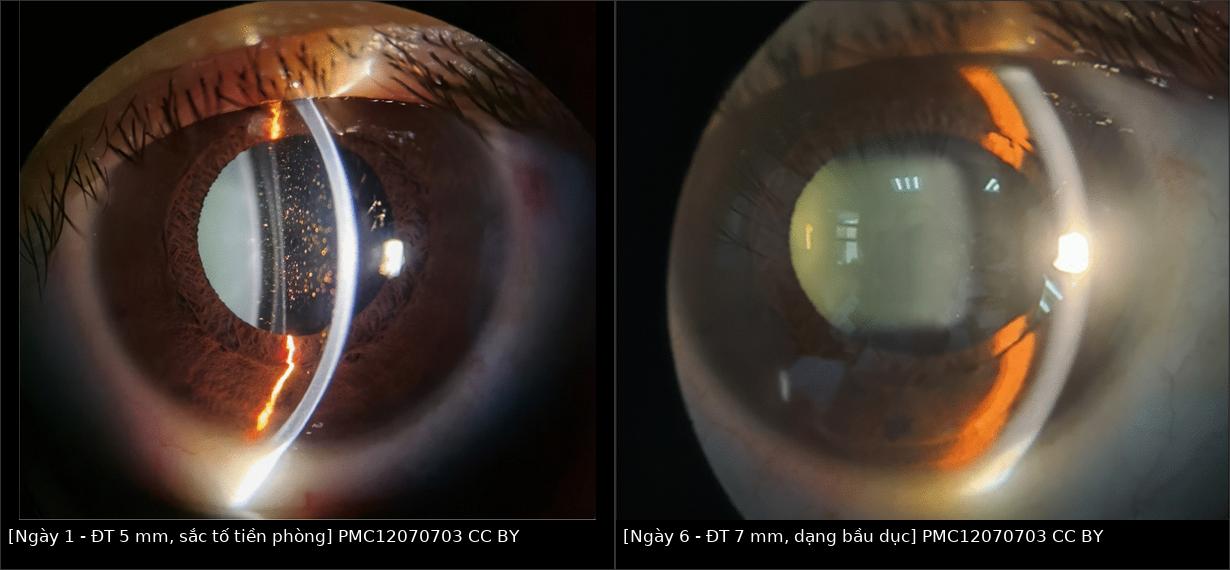 [Ngày 1 - ĐT 5 mm, sắc tố tiền phòng] PMC12070703 CC BY
[Ngày 6 - ĐT 7 mm, dạng bầu dục] PMC12070703 CC BY